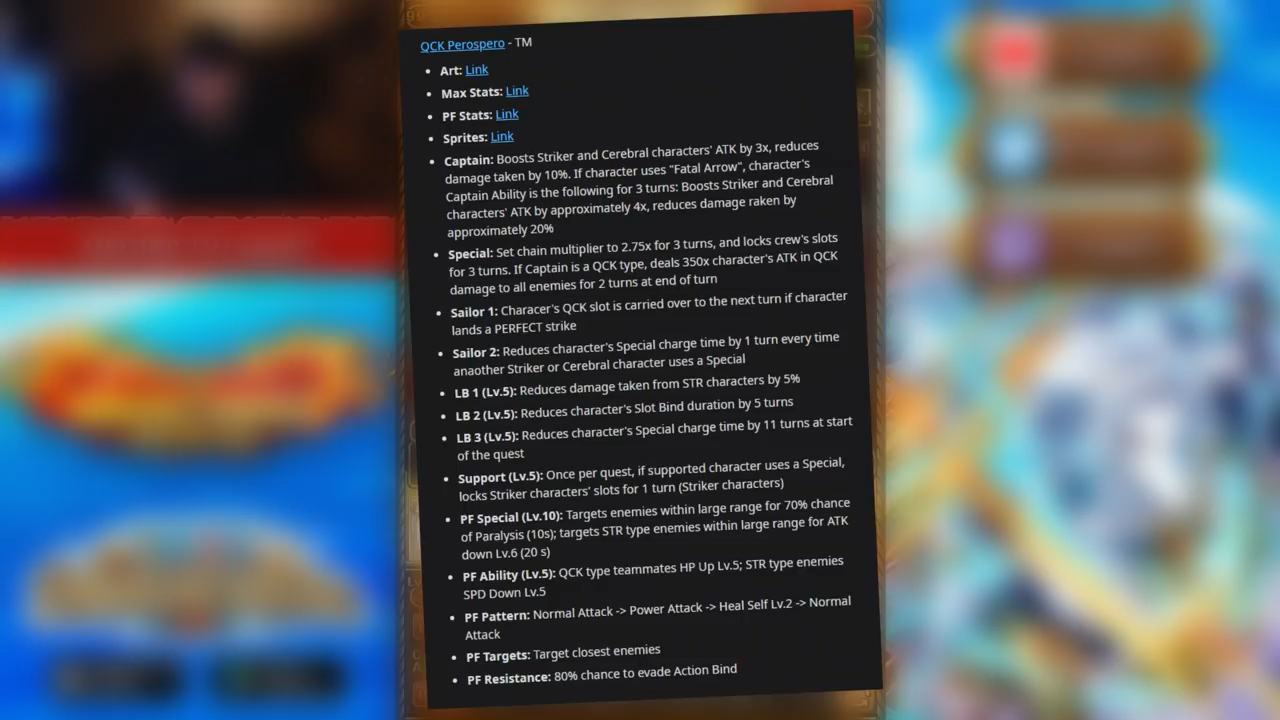 QCK Perospero - TM
Art: Link
Max Stats: Link
PF Stats: Link
Sprites: Link
Captain: Boosts Striker and Cerebral characters' ATK by 3x, reduces
damage taken by 10%. If character uses "Fatal Arrow", character's
Captain Ability is the following for 3 turns: Boosts Striker and Cerebral
characters' ATK by approximately 4x, reduces damage raken by
approximately 20%
Special: Set chain multiplier to 2.75x for 3 turns, and locks crew's slots
for 3 turns. If Captain is a QCK type, deals 350x character's ATK in QCK
damage to all enemies for 2 turns at end of turn
Sailor 1: Characer's QCK slot is carried over to the next turn if character
lands a PERFECT strike
Sailor 2: Reduces character's Special charge time by 1 turn every time
anaother Striker or Cerebral character uses a Special
LB 1 (Lv.5): Reduces damage taken from STR characters by 5%
LB 2 (Lv.5): Reduces character's Slot Bind duration by 5 turns
LB 3 (Lv.5): Reduces character's Special charge time by 11 turns at start
of the quest
Support (Lv.5): Once per quest, if supported character uses a Special,
locks Striker characters' slots for 1 turn (Striker characters)
PF Special (Lv.10): Targets enemies within large range for 70% chance
of Paralysis (10s); targets STR type enemies within large range for ATK
down Lv.6 (20 s)
PF Ability (Lv.5): QCK type teammates HP Up Lv.5; STR type enemies
SPD Down Lv.5
PF Pattern: Normal Attack -> Power Attack -> Heal Self Lv.2 -> Normal
Attack
PF Targets: Target closest enemies
PF Resistance: 80% chance to evade Action Bind